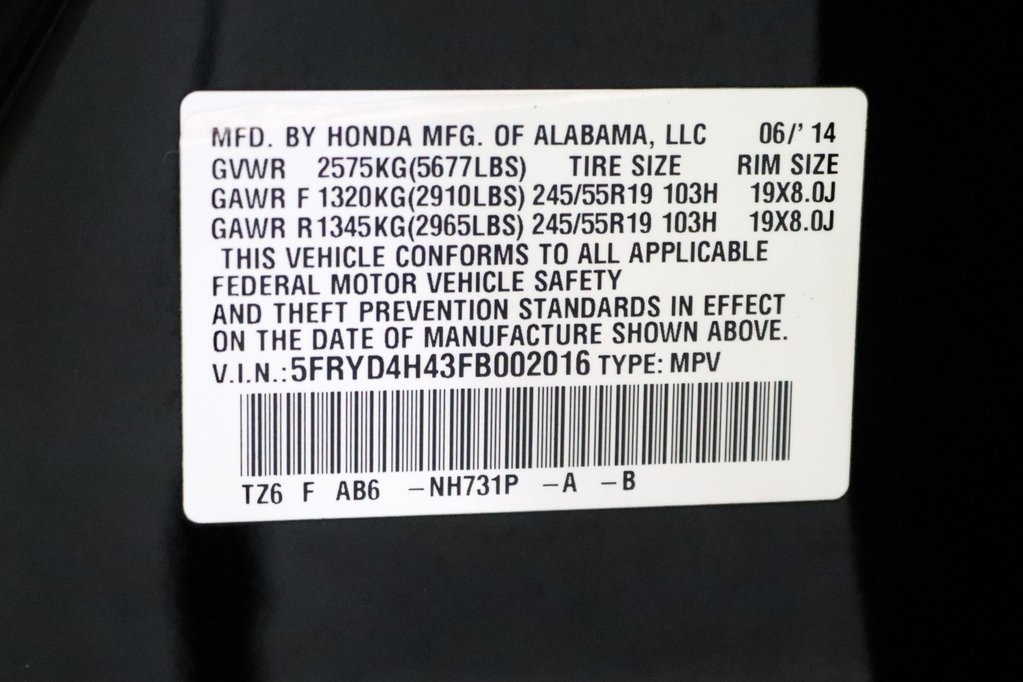 MFD. BY HONDA MFG. OF ALABAMA, LLC 06/' 14
GVWR 2575KG(5677LBS) TIRE SIZE RIM SIZE
GAWR F 1320KG(2910LBS) 245/55R19 103H 19X8.0J
GAWR R1345KG(2965LBS) 245/55R19 103H 19X8.0J
THIS VEHICLE CONFORMS TO ALL APPLICABLE
FEDERAL MOTOR VEHICLE SAFETY
AND THEFT PREVENTION STANDARDS IN EFFECT
ON THE DATE OF MANUFACTURE SHOWN ABOVE.
V.I.N.:5FRYD4H43FB002016 TYPE: MPV
TZ6 F AB6 -NH731P -A -B